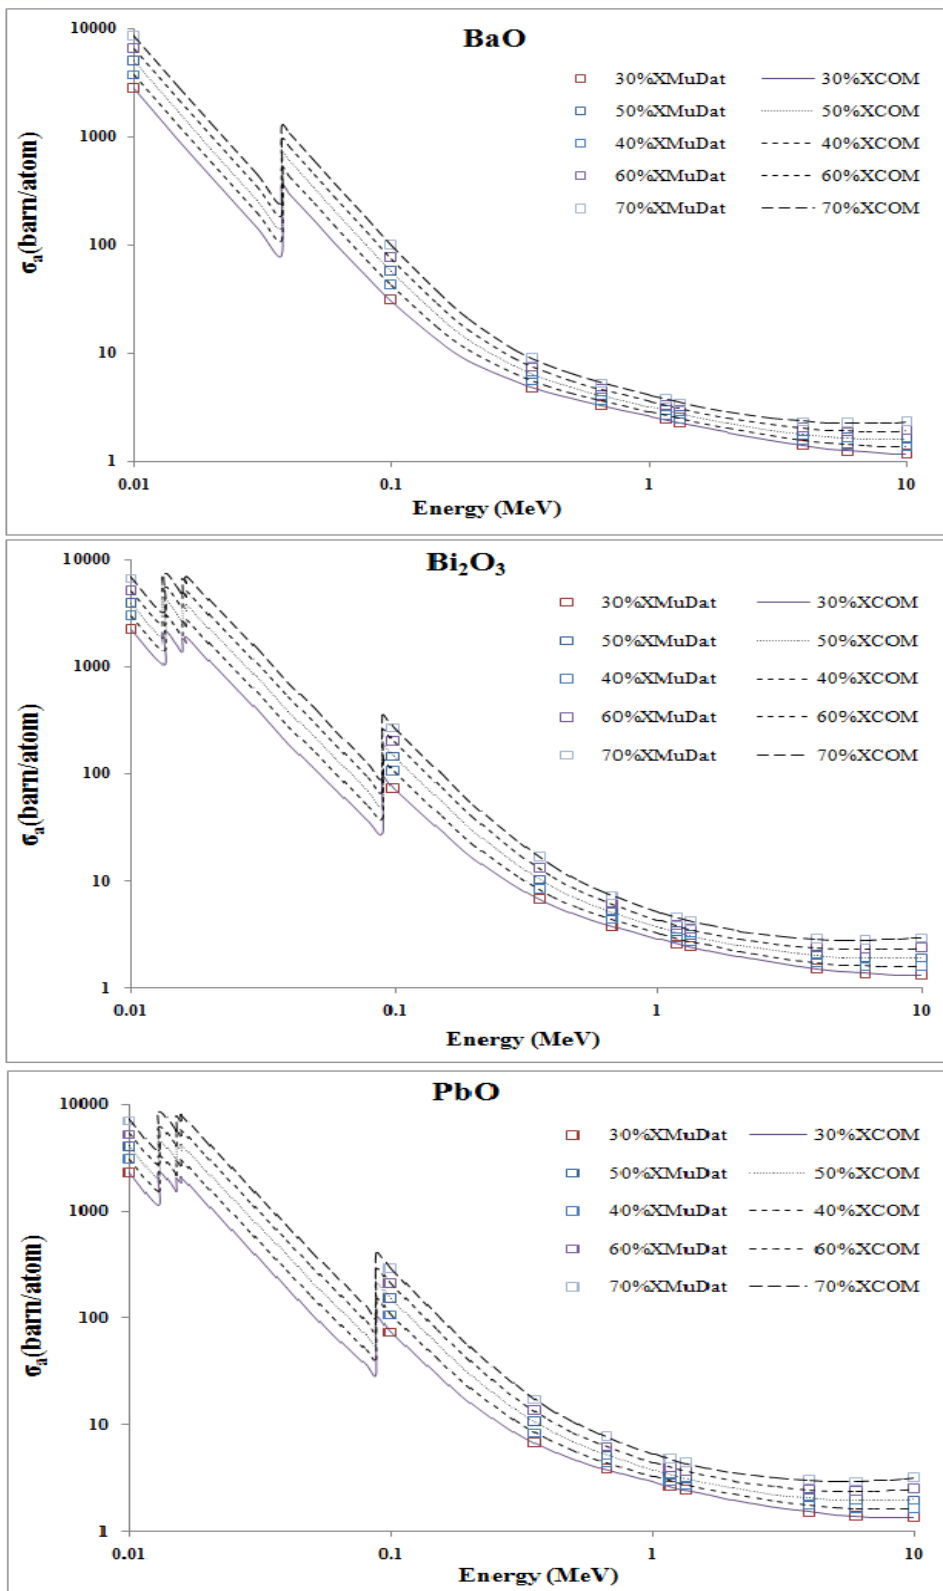 BaO
10000
1000
100
10
1
σa(barn/atom)
30%XMuDat 30%XCOM
50%XMuDat 50%XCOM
40%XMuDat 40%XCOM
60%XMuDat 60%XCOM
70%XMuDat 70%XCOM
0.01 0.1 1 10
Energy (MeV)
Bi₂O₃
10000
1000
100
10
1
σa(barn/atom)
30%XMuDat 30%XCOM
50%XMuDat 50%XCOM
40%XMuDat 40%XCOM
60%XMuDat 60%XCOM
70%XMuDat 70%XCOM
0.01 0.1 1 10
Energy (MeV)
PbO
10000
1000
100
10
1
σa(barn/atom)
30%XMuDat 30%XCOM
50%XMuDat 50%XCOM
40%XMuDat 40%XCOM
60%XMuDat 60%XCOM
70%XMuDat 70%XCOM
0.01 0.1 1 10
Energy (MeV)